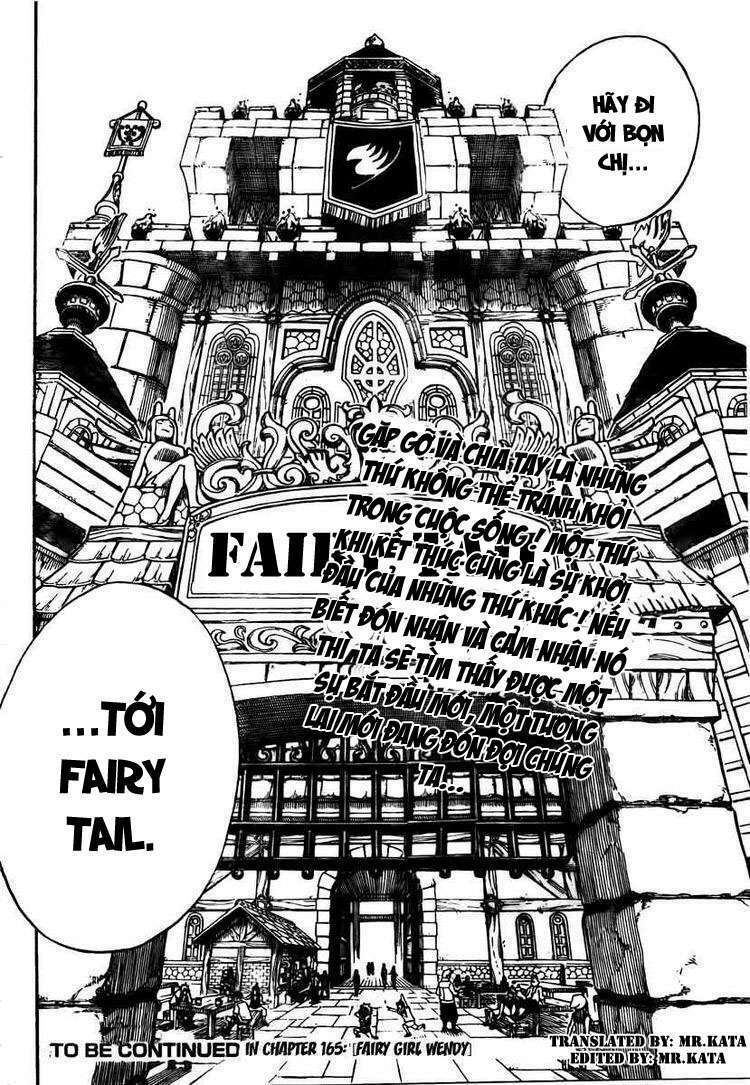 HÃY ĐI
VỚI BỌN
CHỊ...
GẶP GỠ VÀ CHIA TAY LÀ NHỮNG
THỨ KHÔNG THỂ TRÁNH KHỎI
TRONG CUỘC SỐNG! MỘT THỨ
KHI KẾT THÚC CŨNG LÀ SỰ KHỞI
ĐẦU CỦA NHỮNG THỨ KHÁC! NẾU
BIẾT ĐÓN NHẬN VÀ CẢM NHẬN NÓ
THÌ TA SẼ TÌM THẤY ĐƯỢC MỘT
SỰ BẮT ĐẦU MỚI, MỘT TƯƠNG
LAI MỚI ĐANG ĐÓN ĐỢI CHÚNG
TA...
FAIRY TAIL
...TỚI
FAIRY
TAIL.
TO BE CONTINUED IN CHAPTER 165: [FAIRY GIRL WENDY]
TRANSLATED BY: MR.KATA
EDITED BY: MR.KATA